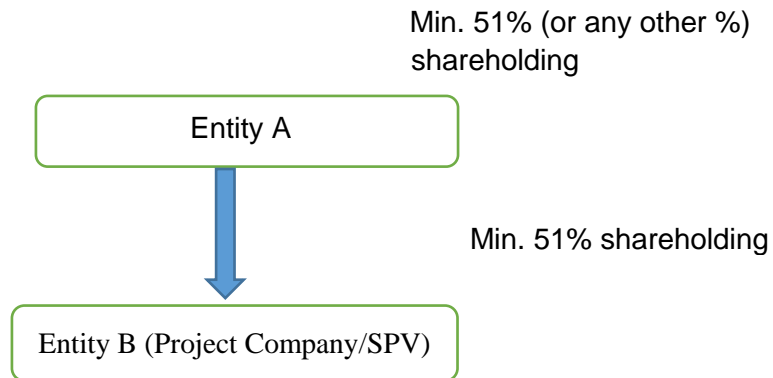 Min. 51% (or any other %)
shareholding
Entity A
Min. 51% shareholding
Entity B (Project Company/SPV)